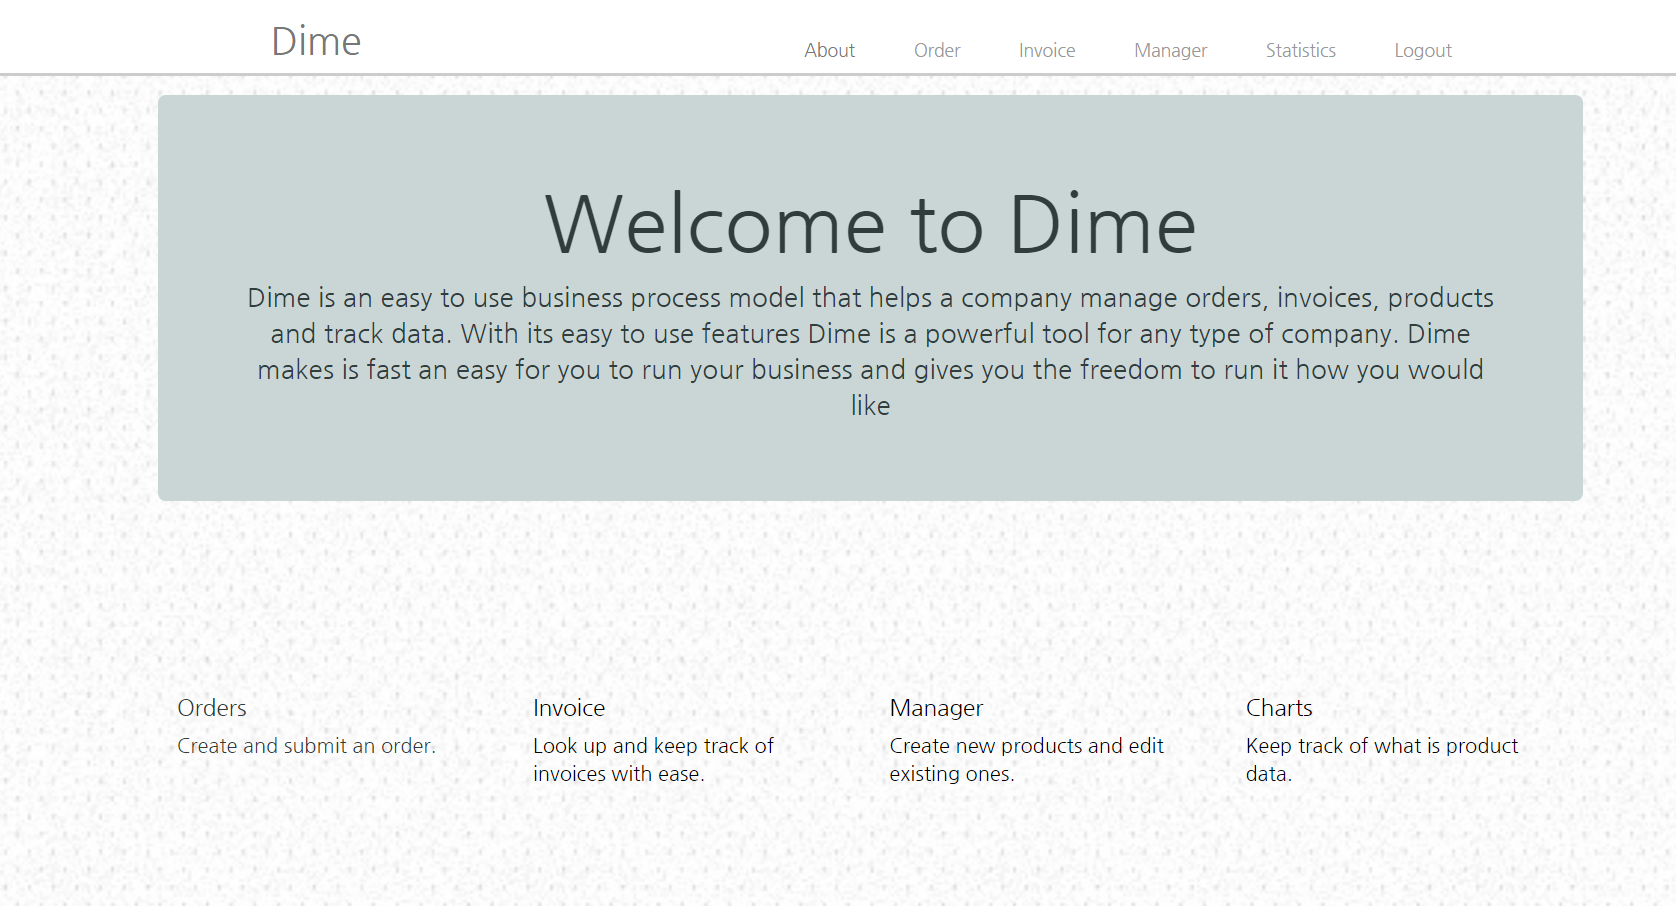 Dime
About Order Invoice Manager Statistics Logout
Welcome to Dime
Dime is an easy to use business process model that helps a company manage orders, invoices, products
and track data. With its easy to use features Dime is a powerful tool for any type of company. Dime
makes is fast an easy for you to run your business and gives you the freedom to run it how you would
like
Orders
Create and submit an order.
Invoice
Look up and keep track of
invoices with ease.
Manager
Create new products and edit
existing ones.
Charts
Keep track of what is product
data.